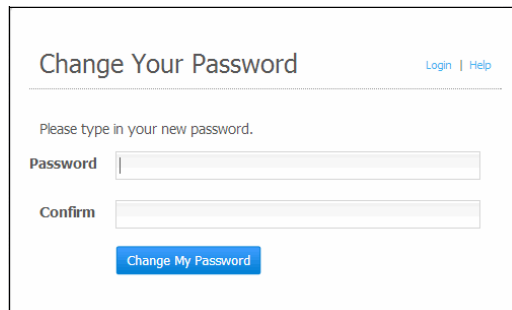 Change Your Password
Login | Help
Please type in your new password.
Password
Confirm
Change My Password